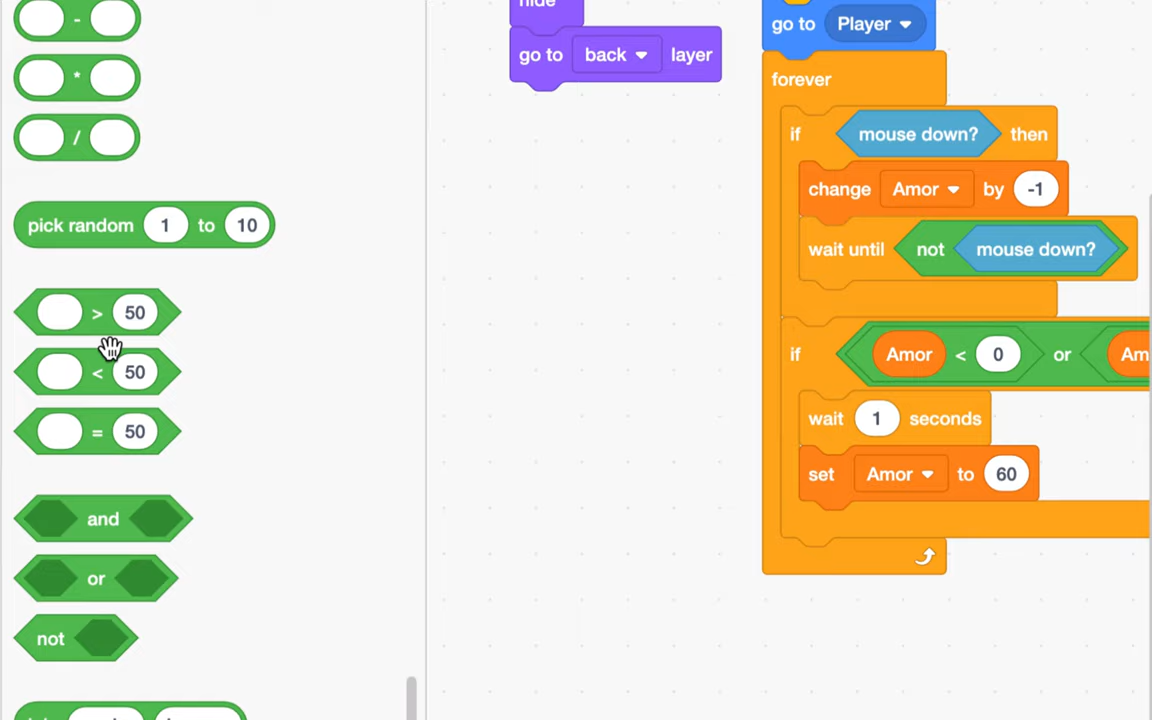 -
*
/
pick random 1 to 10
> 50
< 50
= 50
and
or
not
hide
go to back layer
go to Player
forever
if mouse down? then
change Amor by -1
wait until not mouse down?
if Amor < 0 or Am
wait 1 seconds
set Amor to 60